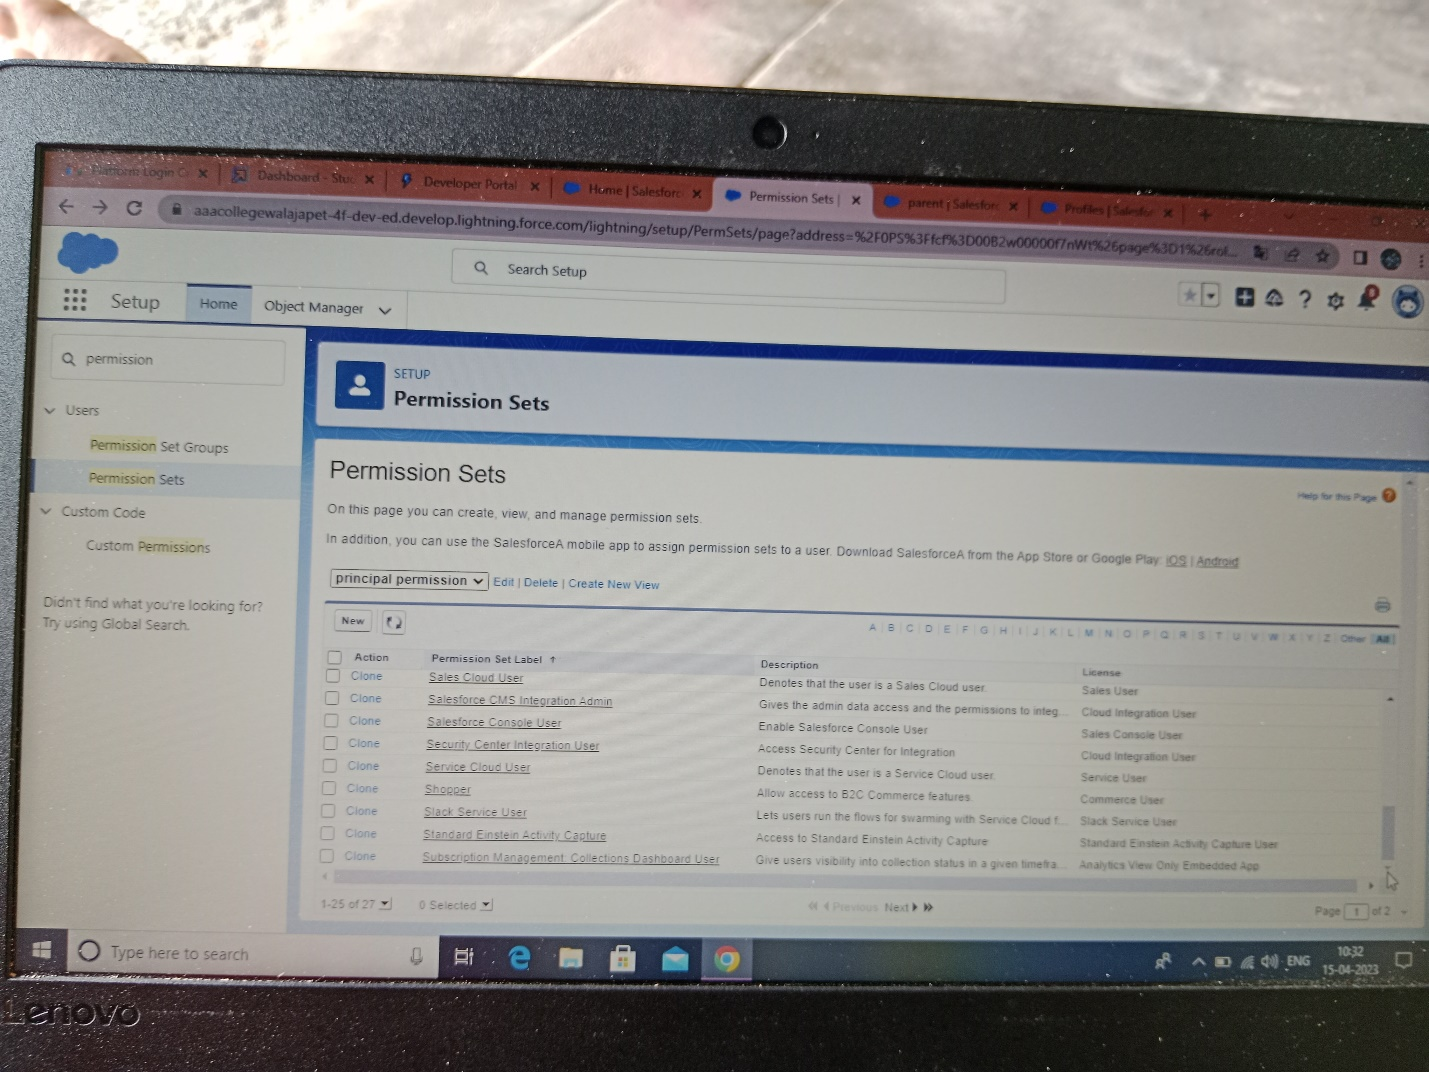 Platform Login C
Dashboard - Stu
Developer Portal
Home | Salesforc
Permission Sets |
parent | Salesforc
Profiles | Salesfor
aaacollegewalajapet-4f-dev-ed.develop.lightning.force.com/lightning/setup/PermSets/page?address=%2F0PS%3Ffcf%3D00B2w00000f7nWt%26page%3D1%26rol...
Search Setup
Setup
Home
Object Manager
permission
Users
Permission Set Groups
Permission Sets
Custom Code
Custom Permissions
Didn't find what you're looking for?
Try using Global Search.
SETUP
Permission Sets
Permission Sets
Help for this Page ?
On this page you can create, view, and manage permission sets.
In addition, you can use the SalesforceA mobile app to assign permission sets to a user. Download SalesforceA from the App Store or Google Play: iOS | Android
principal permission Edit | Delete | Create New View
New
A | B | C | D | E | F | G | H | I | J | K | L | M | N | O | P | Q | R | S | T | U | V | W | X | Y | Z | Other | All
Action Permission Set Label ↑ Description License
Clone Sales Cloud User Denotes that the user is a Sales Cloud user. Sales User
Clone Salesforce CMS Integration Admin Gives the admin data access and the permissions to integ... Cloud Integration User
Clone Salesforce Console User Enable Salesforce Console User Sales Console User
Clone Security Center Integration User Access Security Center for Integration Cloud Integration User
Clone Service Cloud User Denotes that the user is a Service Cloud user. Service User
Clone Shopper Allow access to B2C Commerce features. Commerce User
Clone Slack Service User Lets users run the flows for swarming with Service Cloud f... Slack Service User
Clone Standard Einstein Activity Capture Access to Standard Einstein Activity Capture Standard Einstein Activity Capture User
Clone Subscription Management: Collections Dashboard User Give users visibility into collection status in a given timefra... Analytics View Only Embedded App
1-25 of 27 0 Selected Previous Next Page 1 of 2
Type here to search
ENG
10:32
15-04-2023
Lenovo